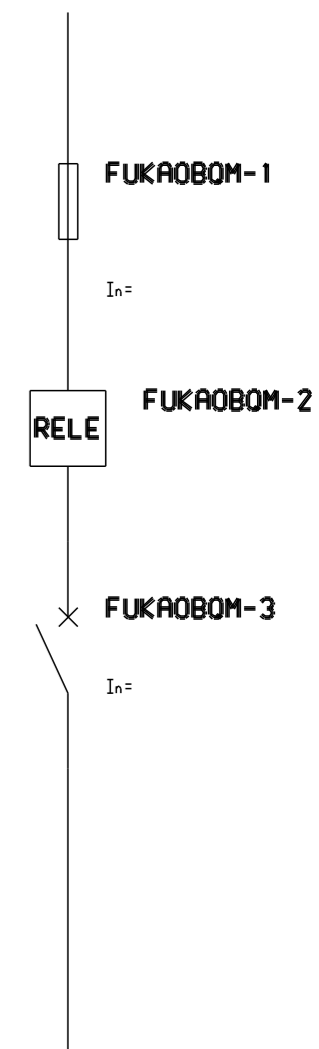 FUKAOBOM-1
In=
FUKAOBOM-2
RELE
FUKAOBOM-3
In=